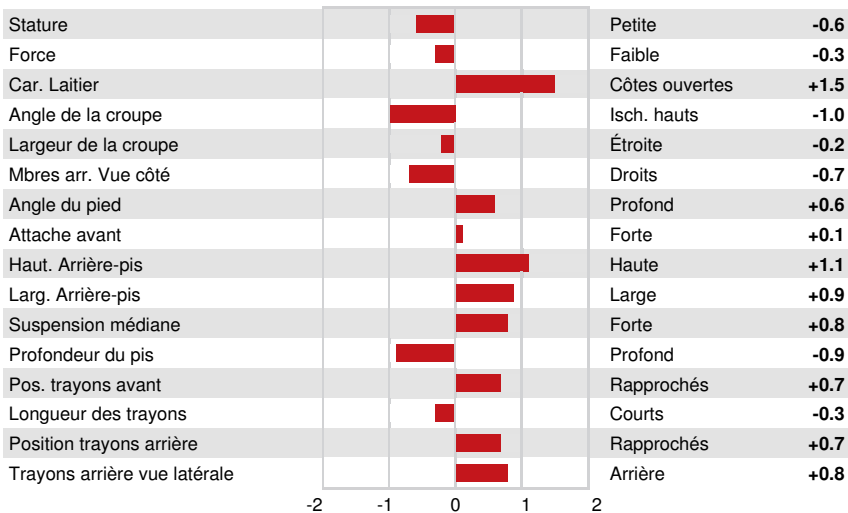 Stature Petite -0.6
Force Faible -0.3
Car. Laitier Côtes ouvertes +1.5
Angle de la croupe Isch. hauts -1.0
Largeur de la croupe Étroite -0.2
Mbres arr. Vue côté Droits -0.7
Angle du pied Profond +0.6
Attache avant Forte +0.1
Haut. Arrière-pis Haute +1.1
Larg. Arrière-pis Large +0.9
Suspension médiane Forte +0.8
Profondeur du pis Profond -0.9
Pos. trayons avant Rapprochés +0.7
Longueur des trayons Courts -0.3
Position trayons arrière Rapprochés +0.7
Trayons arrière vue latérale Arrière +0.8
-2 -1 0 1 2